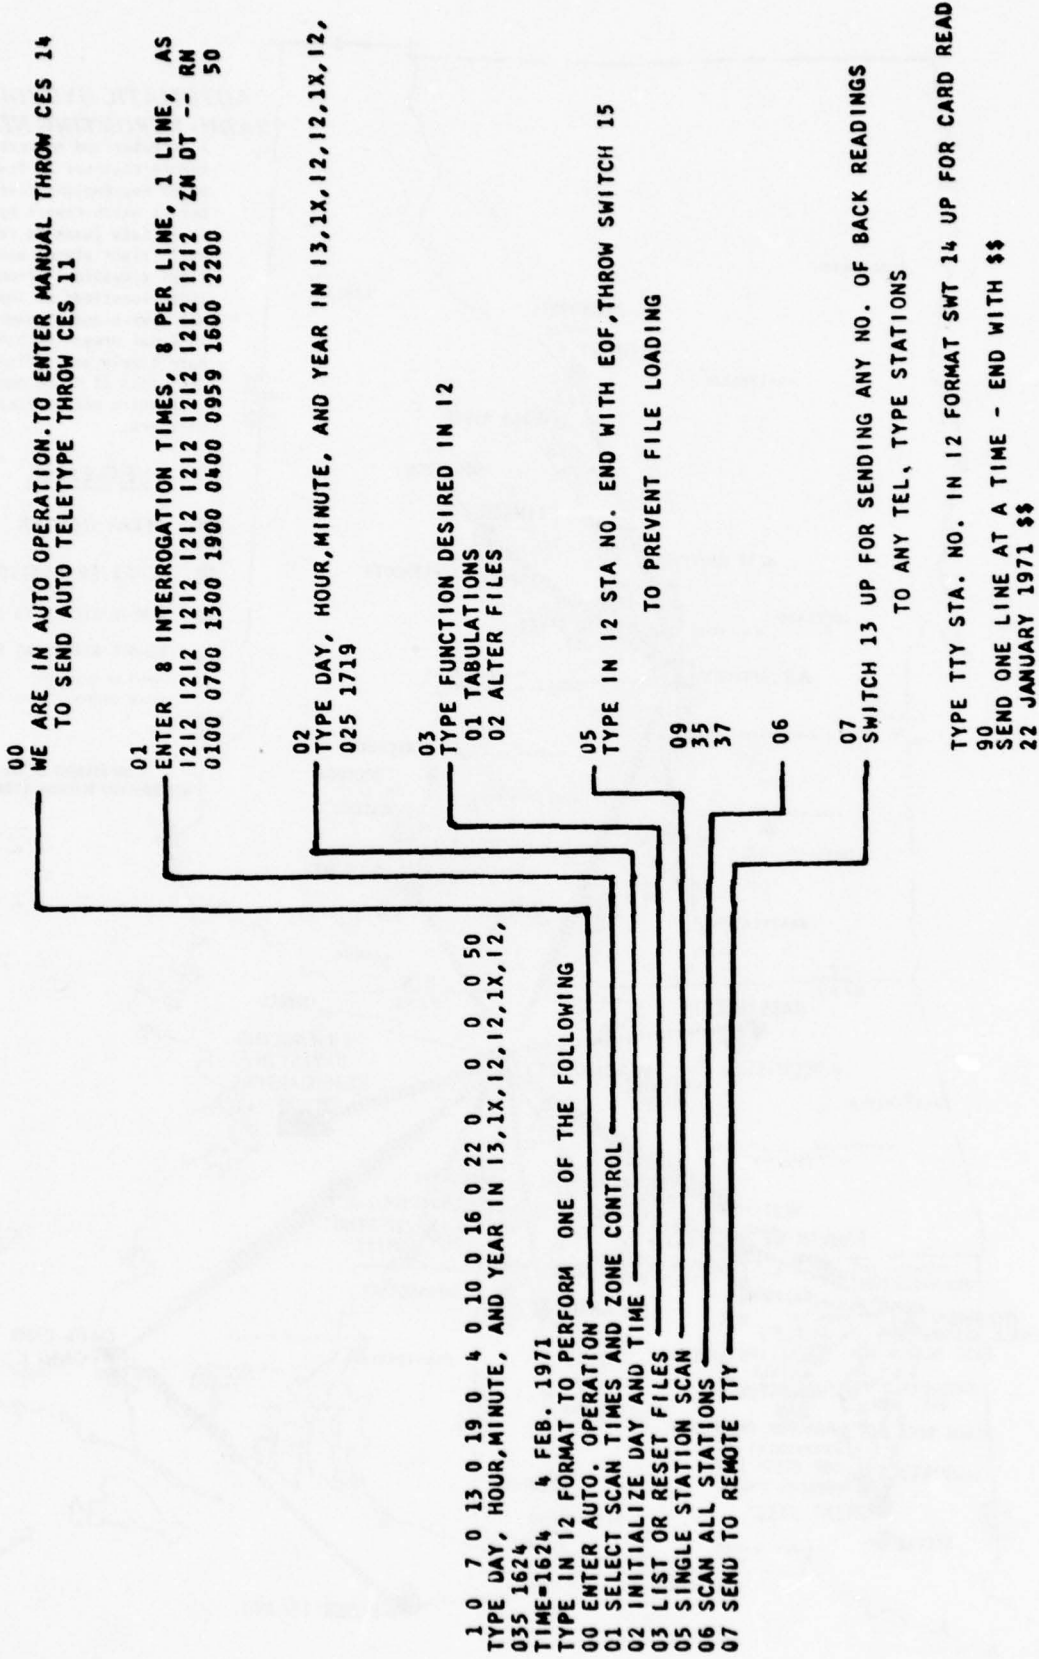 1 0 7 0 13 0 19 0 4 0 10 0 16 0 22 0 0 0 0 0 50
TYPE DAY, HOUR,MINUTE, AND YEAR IN I3,1X,I2,I2,1X,I2,
035 1624
TIME=1624 4 FEB. 1971
TYPE IN I2 FORMAT TO PERFORM ONE OF THE FOLLOWING
00 ENTER AUTO. OPERATION
01 SELECT SCAN TIMES AND ZONE CONTROL
02 INITIALIZE DAY AND TIME
03 LIST OR RESET FILES
05 SINGLE STATION SCAN
06 SCAN ALL STATIONS
07 SEND TO REMOTE TTY
00
WE ARE IN AUTO OPERATION.TO ENTER MANUAL THROW CES 14
TO SEND AUTO TELETYPE THROW CES 11
01
ENTER 8 INTERROGATION TIMES, 8 PER LINE, 1 LINE, AS
I2I2 I2I2 I2I2 I2I2 I2I2 I2I2 I2I2 I2I2 ZN DT -- RN
0100 0700 1300 1900 0400 0959 1600 2200 50
02
TYPE DAY, HOUR,MINUTE, AND YEAR IN I3,1X,I2,I2,1X,I2,
025 1719
03
TYPE FUNCTION DESIRED IN I2
01 TABULATIONS
02 ALTER FILES
05
TYPE IN I2 STA NO. END WITH EOF,THROW SWITCH 15
TO PREVENT FILE LOADING
09
35
37
06
07
SWITCH 13 UP FOR SENDING ANY NO. OF BACK READINGS
TO ANY TEL. TYPE STATIONS
TYPE TTY STA. NO. IN I2 FORMAT SWT 14 UP FOR CARD READ
90
SEND ONE LINE AT A TIME - END WITH $$
22 JANUARY 1971 $$